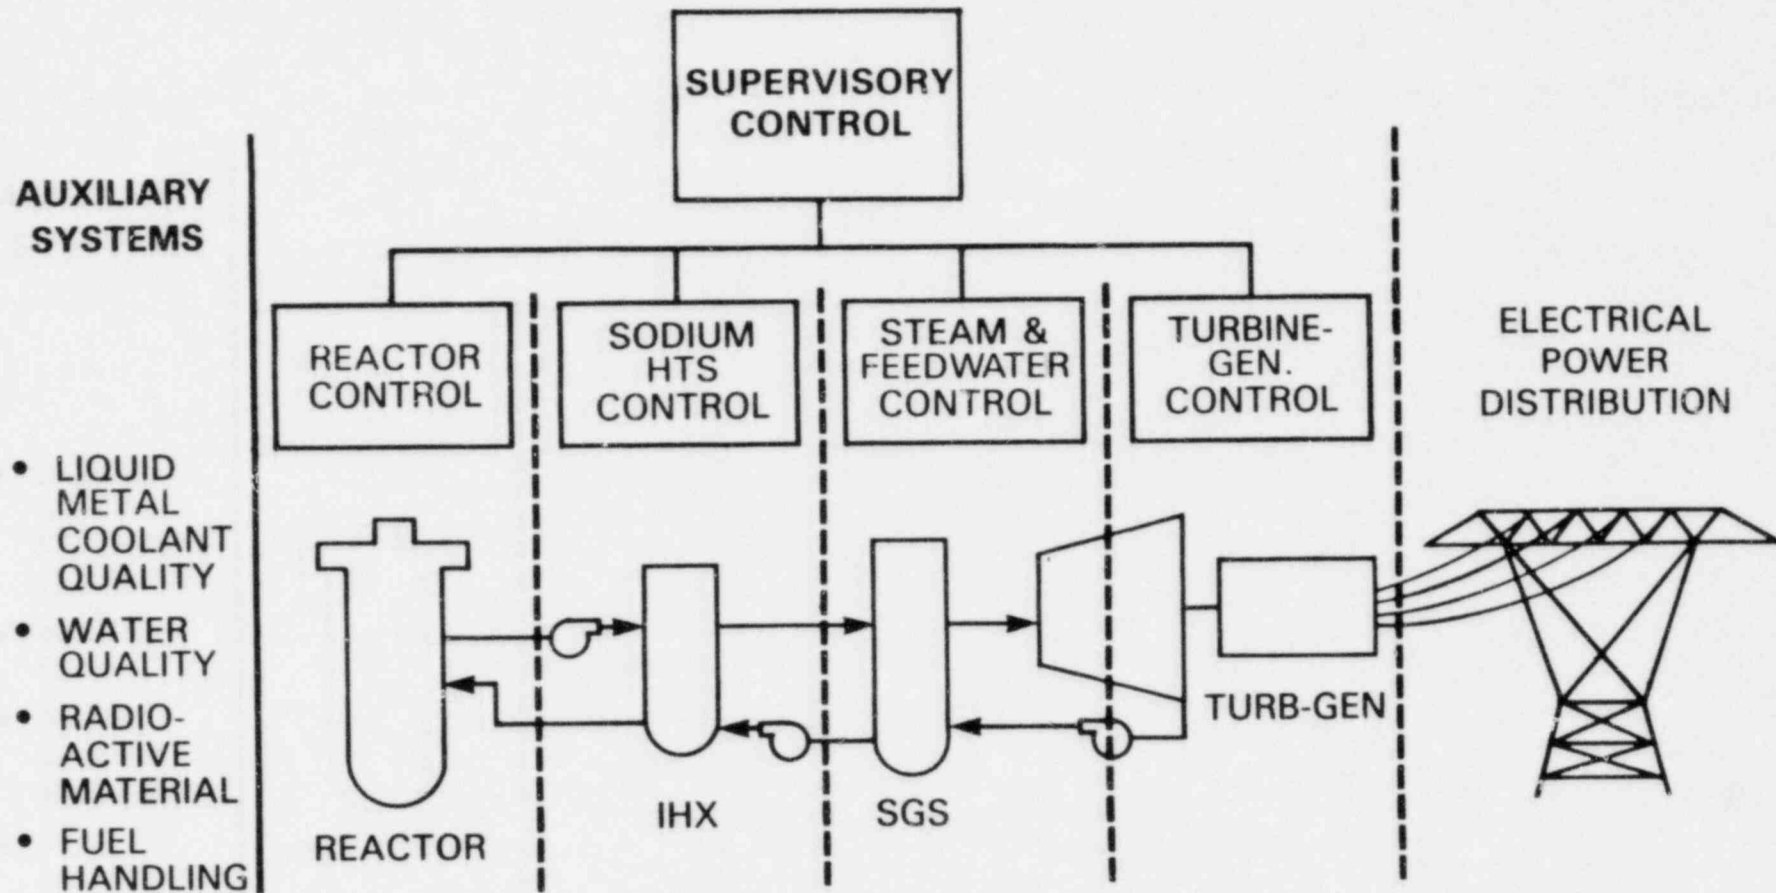 SUPERVISORY
CONTROL
AUXILIARY
SYSTEMS
REACTOR
CONTROL
SODIUM
HTS
CONTROL
STEAM &
FEEDWATER
CONTROL
TURBINE-
GEN.
CONTROL
ELECTRICAL
POWER
DISTRIBUTION
• LIQUID
METAL
COOLANT
QUALITY
• WATER
QUALITY
• RADIO-
ACTIVE
MATERIAL
• FUEL
HANDLING
REACTOR
IHX
SGS
TURB-GEN